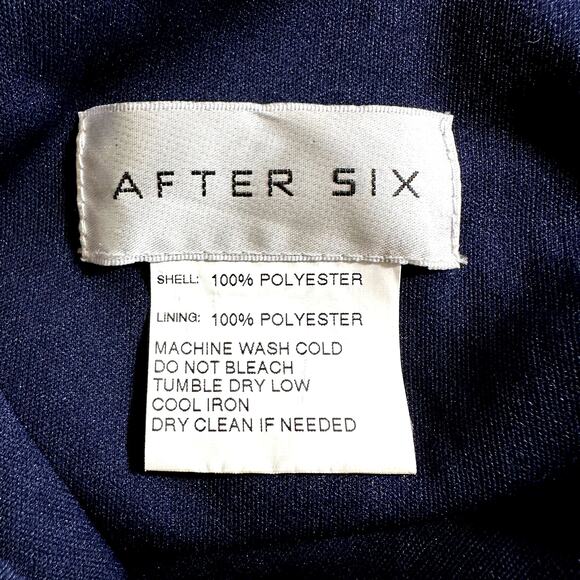 AFTER SIX
SHELL: 100% POLYESTER
LINING: 100% POLYESTER
MACHINE WASH COLD
DO NOT BLEACH
TUMBLE DRY LOW
COOL IRON
DRY CLEAN IF NEEDED